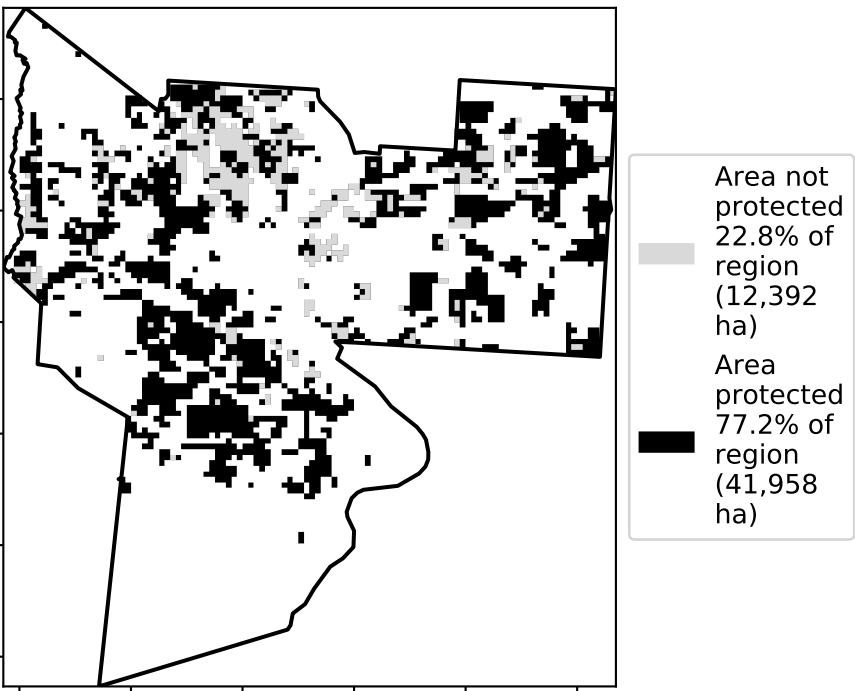 Area not
protected
22.8% of
region
(12,392
ha)
Area
protected
77.2% of
region
(41,958
ha)